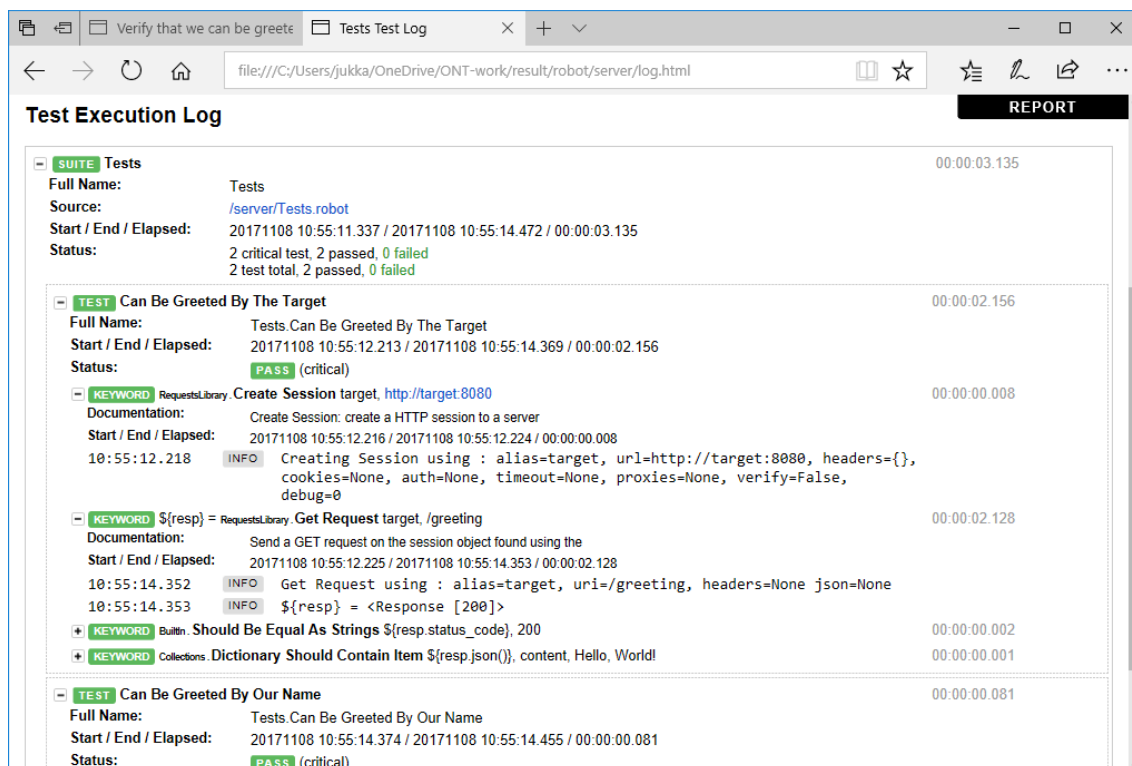 Verify that we can be greete
Tests Test Log
file:///C:/Users/jukka/OneDrive/ONT-work/result/robot/server/log.html
REPORT
Test Execution Log
SUITE Tests 00:00:03.135
Full Name: Tests
Source: /server/Tests.robot
Start / End / Elapsed: 20171108 10:55:11.337 / 20171108 10:55:14.472 / 00:00:03.135
Status: 2 critical test, 2 passed, 0 failed
2 test total, 2 passed, 0 failed
TEST Can Be Greeted By The Target 00:00:02.156
Full Name: Tests.Can Be Greeted By The Target
Start / End / Elapsed: 20171108 10:55:12.213 / 20171108 10:55:14.369 / 00:00:02.156
Status: PASS (critical)
KEYWORD RequestsLibrary.Create Session target, http://target:8080 00:00:00.008
Documentation: Create Session: create a HTTP session to a server
Start / End / Elapsed: 20171108 10:55:12.216 / 20171108 10:55:12.224 / 00:00:00.008
10:55:12.218 INFO Creating Session using : alias=target, url=http://target:8080, headers={},
cookies=None, auth=None, timeout=None, proxies=None, verify=False,
debug=0
KEYWORD ${resp} = RequestsLibrary.Get Request target, /greeting 00:00:02.128
Documentation: Send a GET request on the session object found using the
Start / End / Elapsed: 20171108 10:55:12.225 / 20171108 10:55:14.353 / 00:00:02.128
10:55:14.352 INFO Get Request using : alias=target, uri=/greeting, headers=None json=None
10:55:14.353 INFO ${resp} = <Response [200]>
KEYWORD BuiltIn.Should Be Equal As Strings ${resp.status_code}, 200 00:00:00.002
KEYWORD Collections.Dictionary Should Contain Item ${resp.json()}, content, Hello, World! 00:00:00.001
TEST Can Be Greeted By Our Name 00:00:00.081
Full Name: Tests.Can Be Greeted By Our Name
Start / End / Elapsed: 20171108 10:55:14.374 / 20171108 10:55:14.455 / 00:00:00.081
Status: PASS (critical)